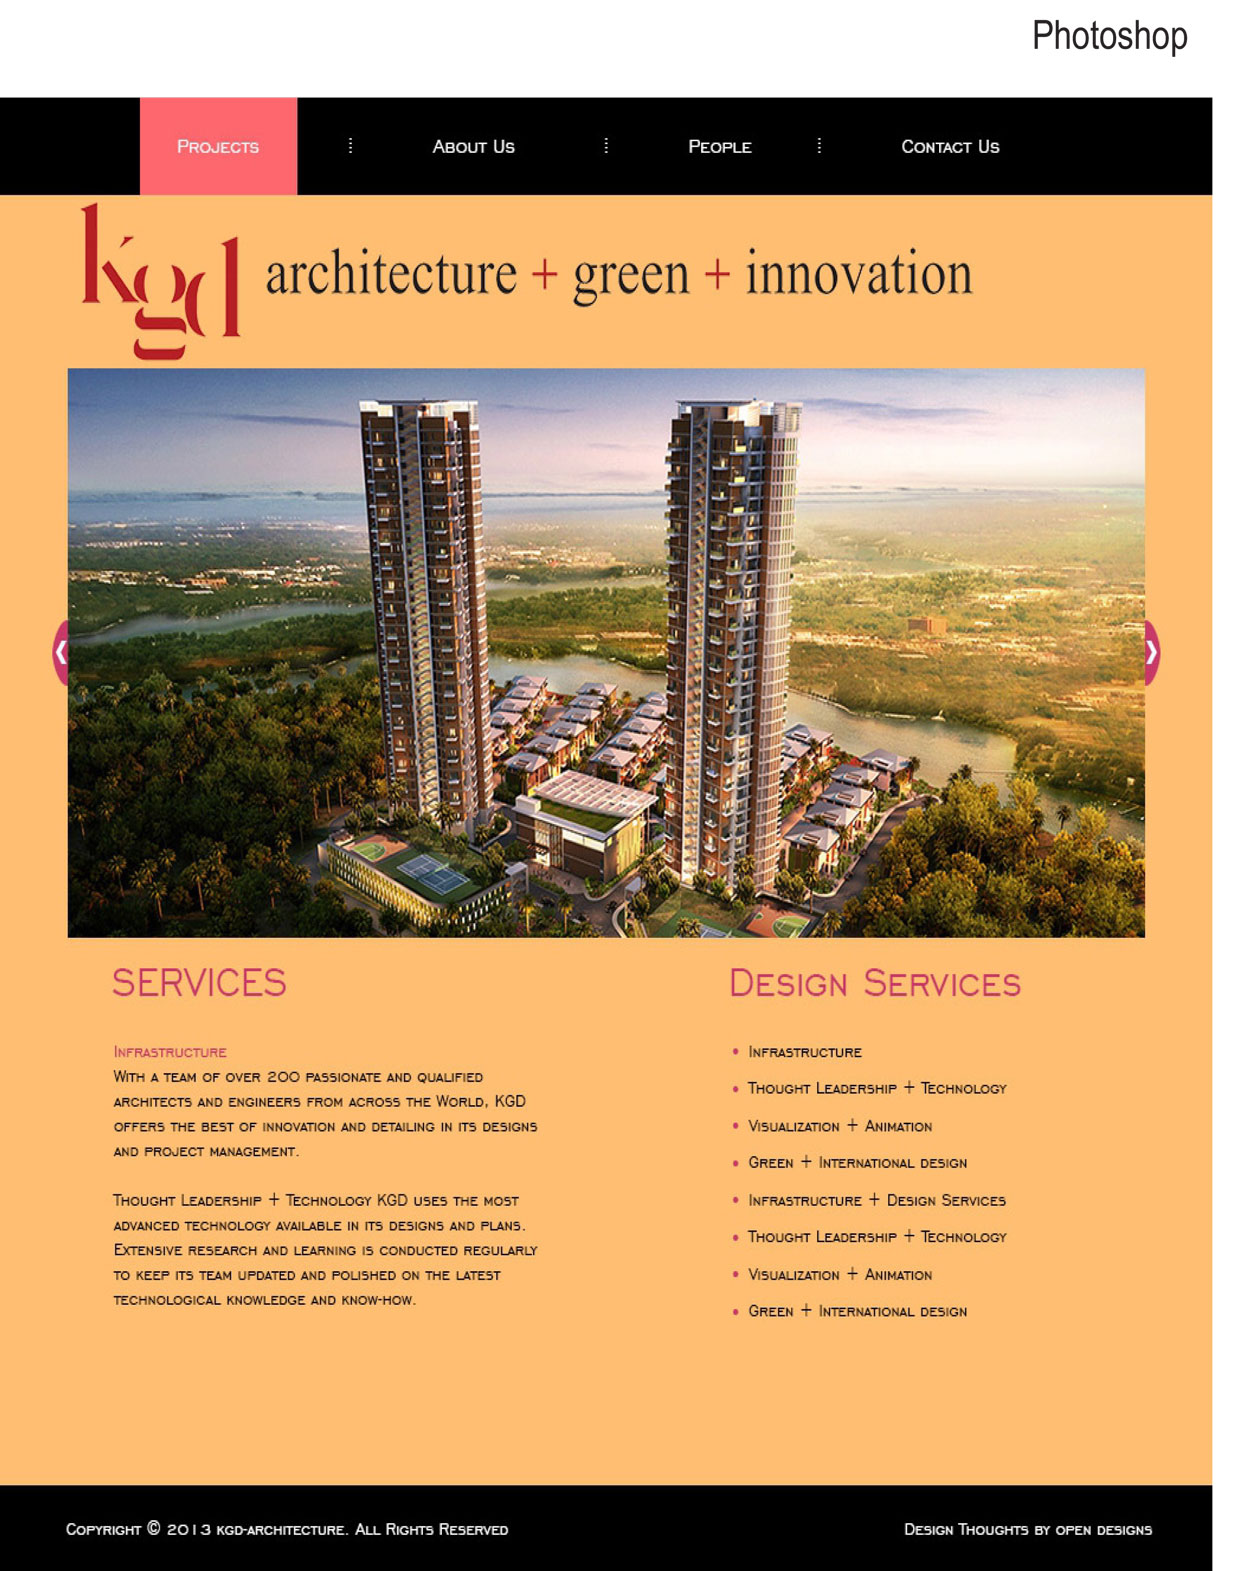 Photoshop
Projects
About Us
People
Contact Us
kgd
architecture + green + innovation
SERVICES
Infrastructure
With a team of over 200 passionate and qualified
architects and engineers from across the World, KGD
offers the best of innovation and detailing in its designs
and project management.
Thought Leadership + Technology KGD uses the most
advanced technology available in its designs and plans.
Extensive research and learning is conducted regularly
to keep its team updated and polished on the latest
technological knowledge and know-how.
Design Services
• Infrastructure
• Thought Leadership + Technology
• Visualization + Animation
• Green + International design
• Infrastructure + Design Services
• Thought Leadership + Technology
• Visualization + Animation
• Green + International design
Copyright © 2013 kgd-architecture. All Rights Reserved
Design Thoughts by open designs